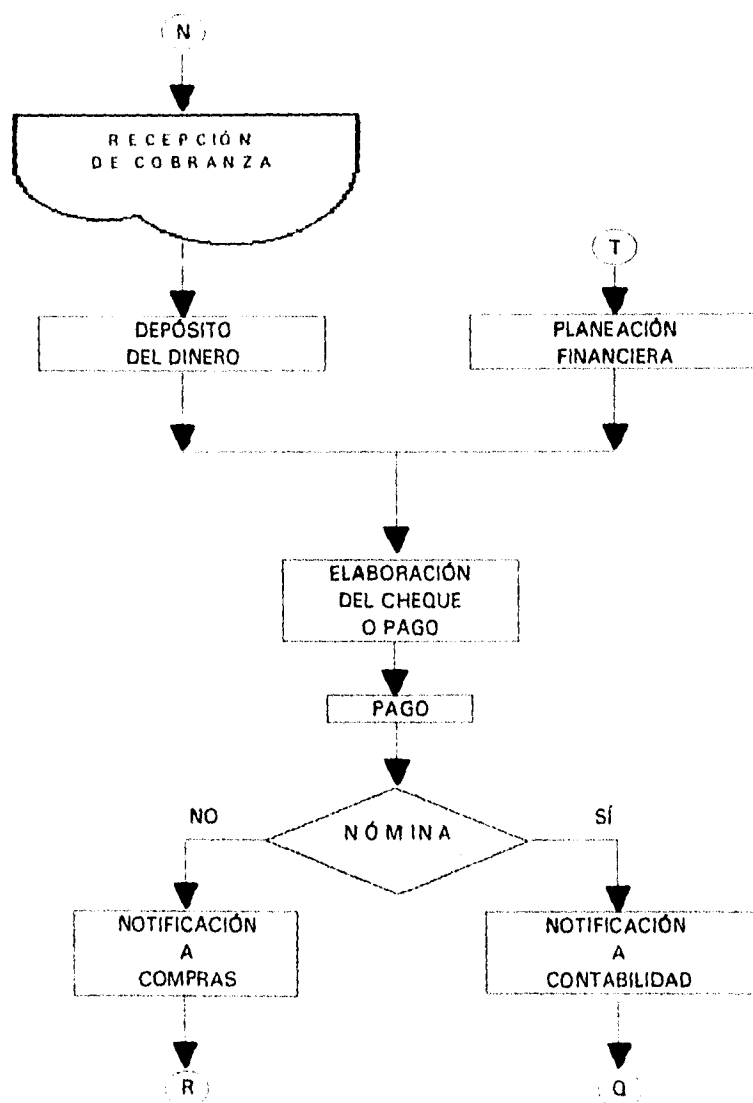 N
RECEPCIÓN
DE COBRANZA
T
DEPÓSITO
DEL DINERO
PLANEACIÓN
FINANCIERA
ELABORACIÓN
DEL CHEQUE
O PAGO
PAGO
NO
NÓMINA
SÍ
NOTIFICACIÓN
A
COMPRAS
NOTIFICACIÓN
A
CONTABILIDAD
R
Q